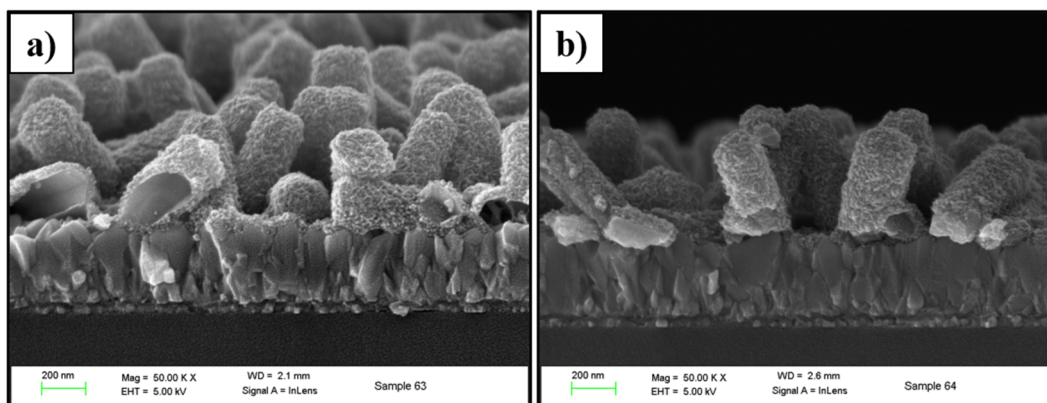 a)
200 nm
Mag = 50.00 K X
EHT = 5.00 kV
WD = 2.1 mm
Signal A = InLens
Sample 63
b)
200 nm
Mag = 50.00 K X
EHT = 5.00 kV
WD = 2.6 mm
Signal A = InLens
Sample 64